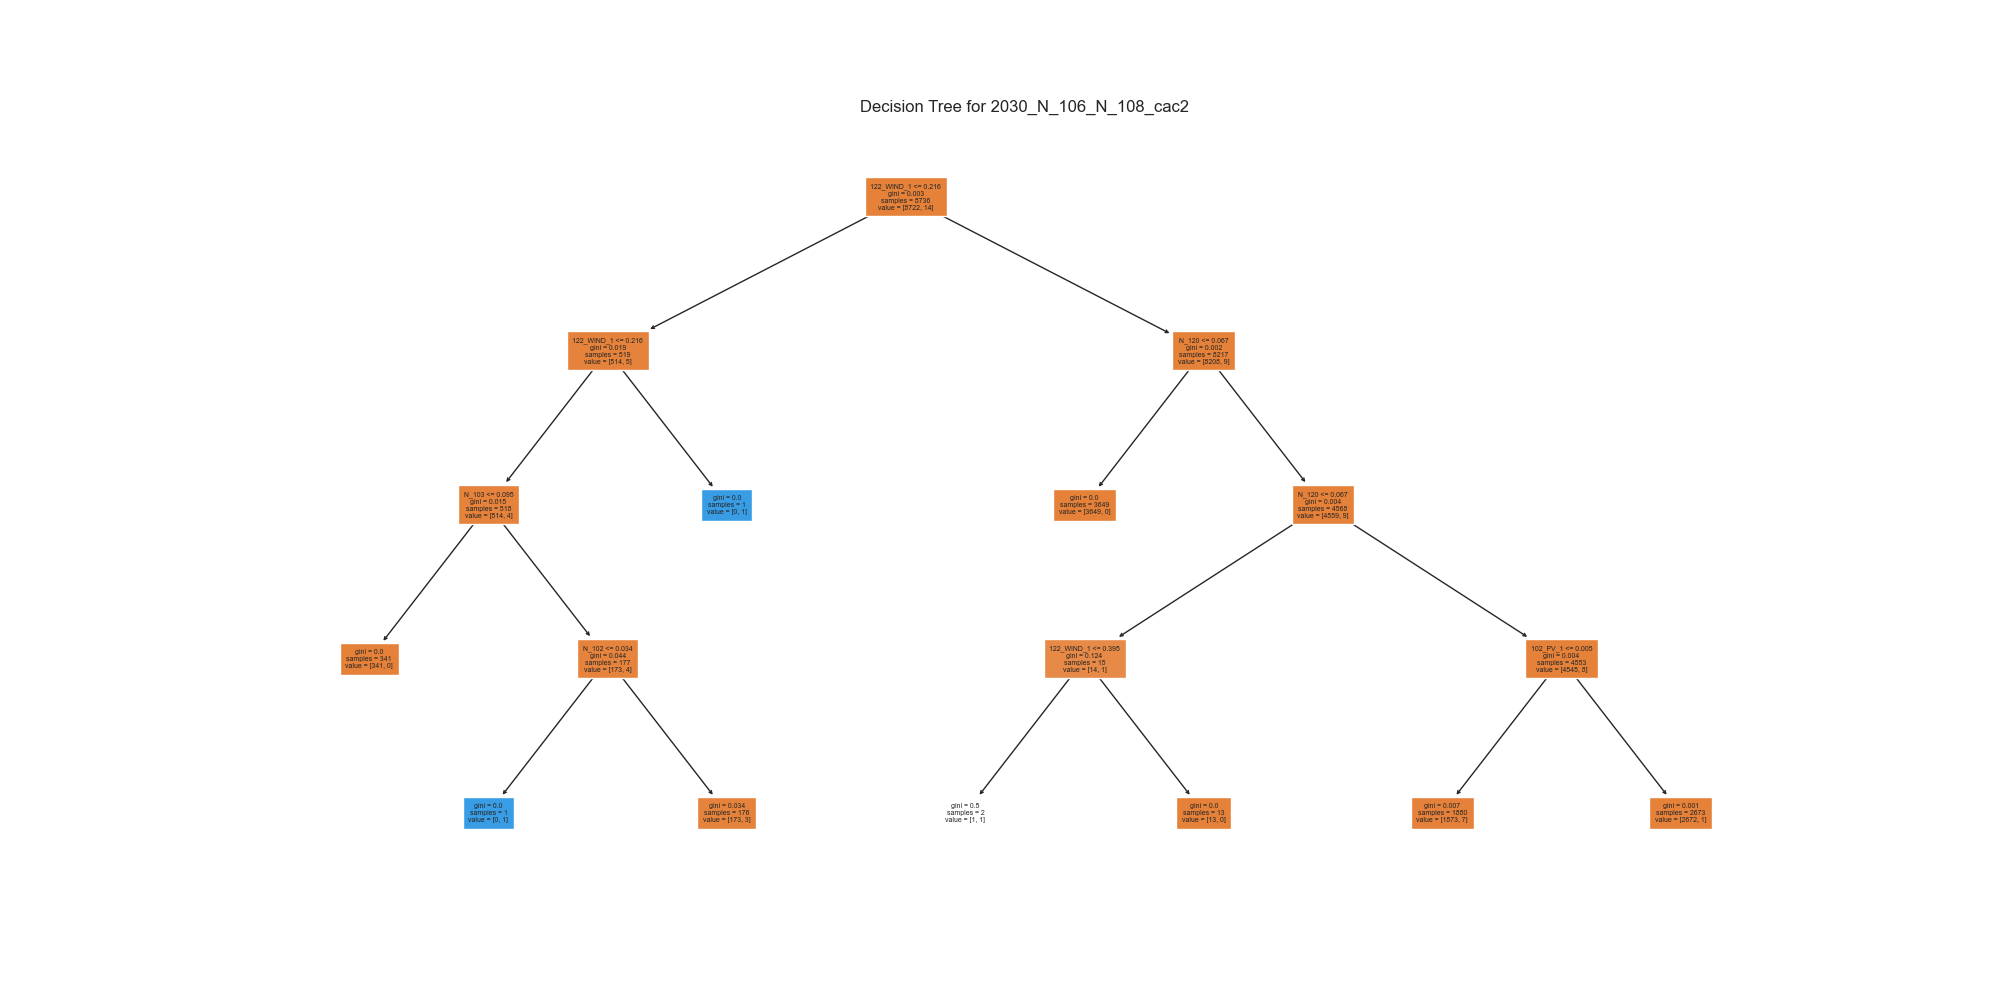 Decision Tree for 2030_N_106_N_108_cac2
122_WIND_1 <= 0.216
gini = 0.003
samples = 8736
value = [8722, 14]
122_WIND_1 <= 0.216
gini = 0.019
samples = 519
value = [514, 5]
N_120 <= 0.067
gini = 0.002
samples = 8217
value = [8208, 9]
N_103 <= 0.095
gini = 0.015
samples = 518
value = [514, 4]
gini = 0.0
samples = 1
value = [0, 1]
gini = 0.0
samples = 3649
value = [3649, 0]
N_120 <= 0.067
gini = 0.004
samples = 4568
value = [4559, 9]
gini = 0.0
samples = 341
value = [341, 0]
N_102 <= 0.034
gini = 0.044
samples = 177
value = [173, 4]
122_WIND_1 <= 0.395
gini = 0.124
samples = 15
value = [14, 1]
102_PV_1 <= 0.005
gini = 0.004
samples = 4553
value = [4545, 8]
gini = 0.0
samples = 1
value = [0, 1]
gini = 0.034
samples = 176
value = [173, 3]
gini = 0.5
samples = 2
value = [1, 1]
gini = 0.0
samples = 13
value = [13, 0]
gini = 0.007
samples = 1880
value = [1873, 7]
gini = 0.001
samples = 2673
value = [2672, 1]